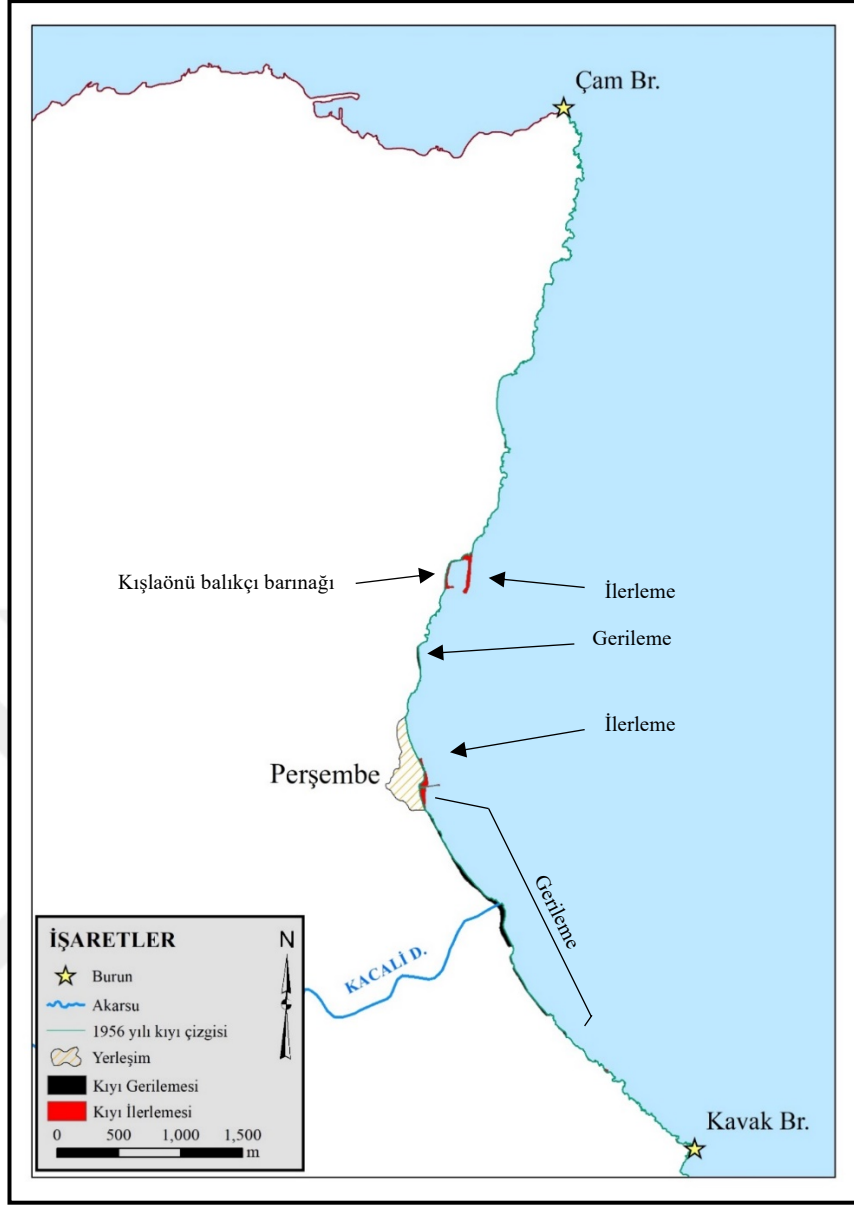 Çam Br.
Kışlaönü balıkçı barınağı
İlerleme
Gerileme
İlerleme
Perşembe
Gerileme
KACALİ D.
Kavak Br.
İŞARETLER
N
Burun
Akarsu
1956 yılı kıyı çizgisi
Yerleşim
Kıyı Gerilemesi
Kıyı İlerlemesi
0 500 1,000 1,500
m